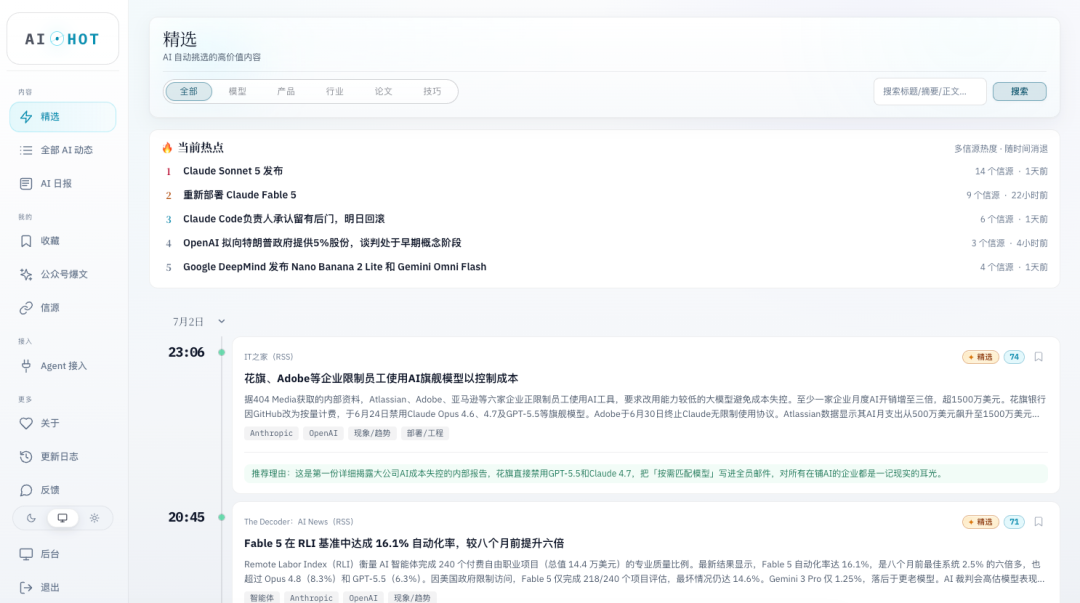 AI HOT
内容
精选
全部 AI 动态
AI 日报
我的
收藏
公众号爆文
信源
接入
Agent 接入
更多
关于
更新日志
反馈
后台
退出
精选
AI 自动挑选的高价值内容
全部 模型 产品 行业 论文 技巧
搜索标题/摘要/正文... 搜索
当前热点 多信源热度 · 随时间消退
1 Claude Sonnet 5 发布 14 个信源 · 1天前
2 重新部署 Claude Fable 5 9 个信源 · 22小时前
3 Claude Code负责人承认留有后门，明日回滚 6 个信源 · 1天前
4 OpenAI 拟向特朗普政府提供5%股份，谈判处于早期概念阶段 3 个信源 · 4小时前
5 Google DeepMind 发布 Nano Banana 2 Lite 和 Gemini Omni Flash 4 个信源 · 1天前
7月2日
23:06
IT之家（RSS） 精选 74
花旗、Adobe等企业限制员工使用AI旗舰模型以控制成本
据404 Media获取的内部资料，Atlassian、Adobe、亚马逊等六家企业正限制员工使用AI工具，要求改用能力较低的大模型避免成本失控。至少一家企业月度AI开销增至三倍，超1500万美元。花旗银行
因GitHub改为按量计费，于6月24日禁用Claude Opus 4.6、4.7及GPT-5.5等旗舰模型。Adobe于6月30日终止Claude无限制使用协议。Atlassian数据显示其AI月支出从500万美元飙升至1500万美元...
Anthropic OpenAI 现象/趋势 部署/工程
推荐理由：这是第一份详细揭露大公司AI成本失控的内部报告，花旗直接禁用GPT-5.5和Claude 4.7，把「按需匹配模型」写进全员邮件，对所有在铺AI的企业都是一记现实的耳光。
20:45
The Decoder：AI News（RSS） 精选 71
Fable 5 在 RLI 基准中达成 16.1% 自动化率，较八个月前提升六倍
Remote Labor Index（RLI）衡量 AI 智能体完成 240 个付费自由职业项目（总值 14.4 万美元）的专业质量比例。最新结果显示，Fable 5 自动化率达 16.1%，是八个月前最佳系统 2.5% 的六倍多，也
超过 Opus 4.8（8.3%）和 GPT-5.5（6.3%）。因美国政府限制访问，Fable 5 仅完成 218/240 个项目评估，最坏情况仍达 14.6%。Gemini 3 Pro 仅 1.25%，落后于更老模型。AI 裁判会高估模型表现...
智能体 Anthropic OpenAI 现象/趋势